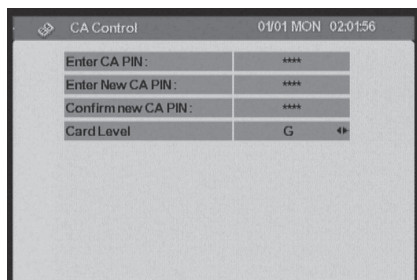 CA Control 01/01 MON 02:01:56
Enter CA PIN: ****
Enter New CA PIN: ****
Confirm new CA PIN: ****
Card Level G